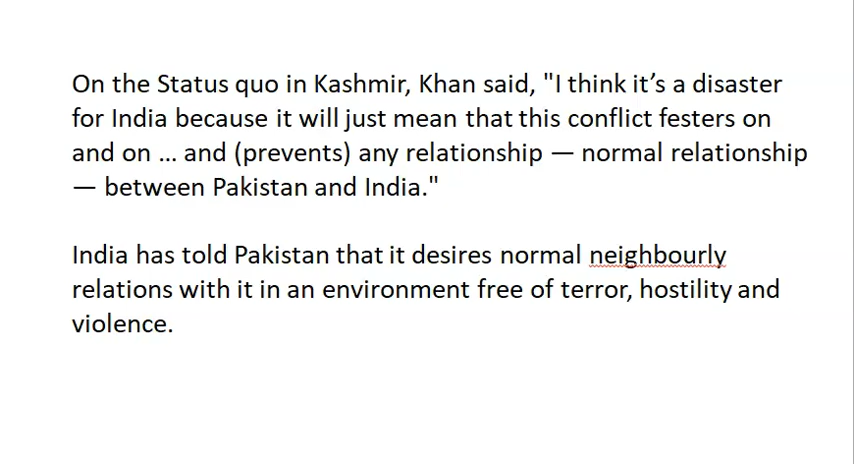 On the Status quo in Kashmir, Khan said, "I think it’s a disaster
for India because it will just mean that this conflict festers on
and on ... and (prevents) any relationship — normal relationship
— between Pakistan and India."
India has told Pakistan that it desires normal neighbourly
relations with it in an environment free of terror, hostility and
violence.